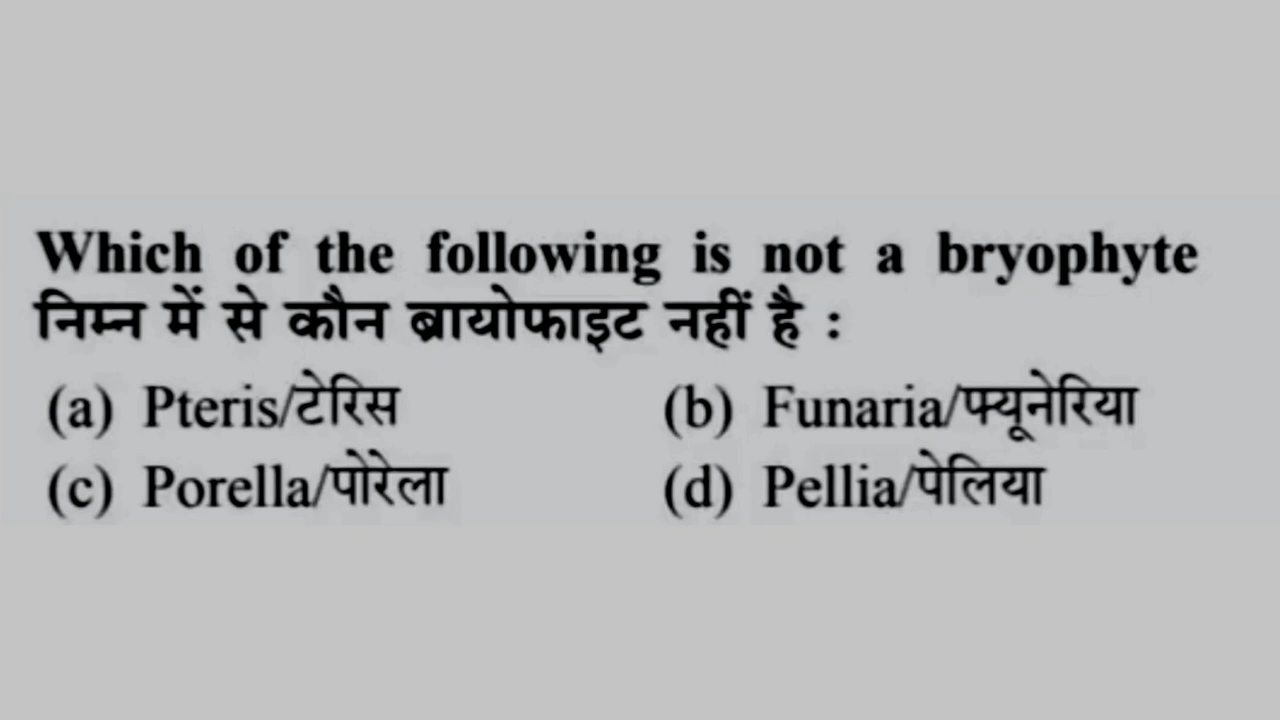 Which of the following is not a bryophyte
निम्न में से कौन ब्रायोफाइट नहीं है :
(a) Pteris/टेरिस (b) Funaria/फ्यूनेरिया
(c) Porella/पोरेला (d) Pellia/पेलिया